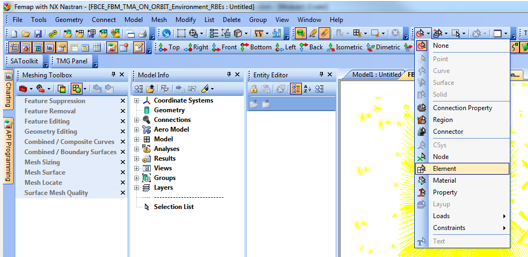 Femap with NX Nastran - [FBCE_FBM_TMA_ON_ORBIT_Environment_RBEs : Untitled]
File Tools Geometry Connect Model Mesh Modify List Delete Group View Window Help
Top Right Front Bottom Left Back Isometric Dimetric
SAToolkit TMG Panel
Meshing Toolbox
Feature Suppression
Feature Removal
Feature Editing
Geometry Editing
Combined / Composite Curves
Combined / Boundary Surfaces
Mesh Sizing
Mesh Surface
Mesh Locate
Surface Mesh Quality
Charting
API Programming
Model Info
Coordinate Systems
Geometry
Connections
Aero Model
Model
Analyses
Results
Views
Groups
Layers
Selection List
Entity Editor
Model1 : Untitled
None
Point
Curve
Surface
Solid
Connection Property
Region
Connector
CSys
Node
Element
Material
Property
Layup
Loads
Constraints
Text